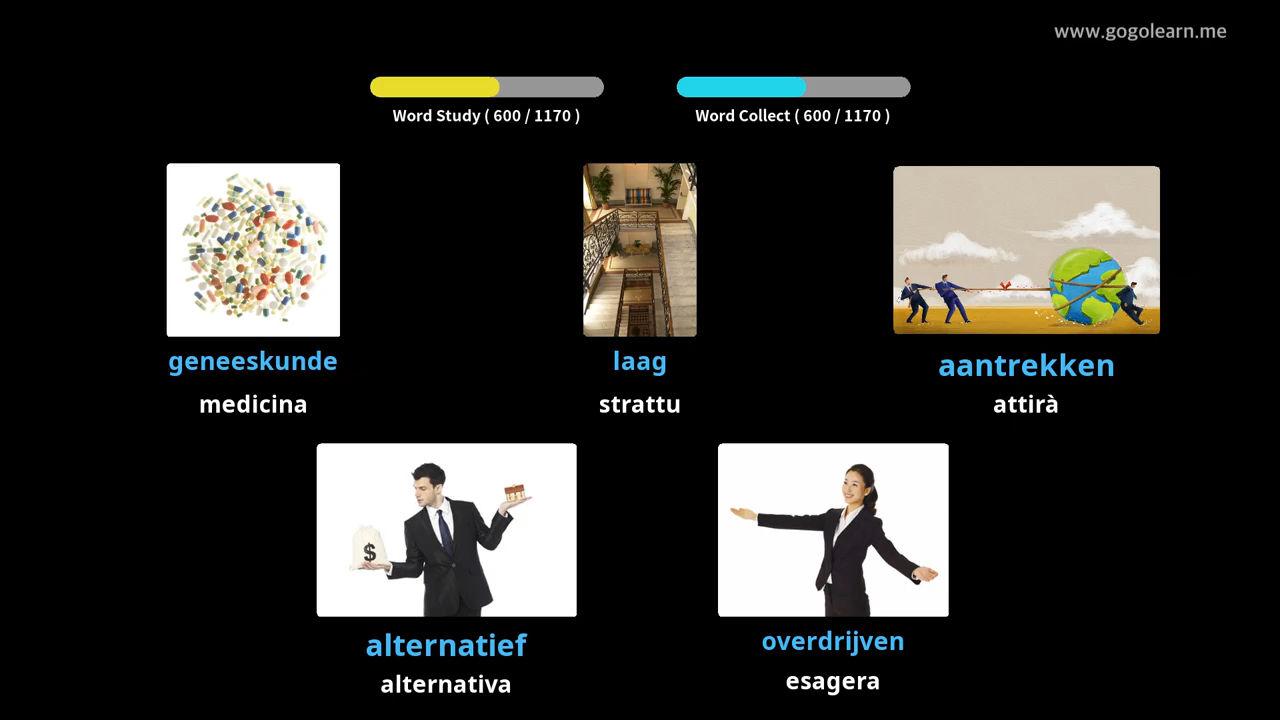 www.gogolearn.me
Word Study ( 600 / 1170 )
Word Collect ( 600 / 1170 )
geneeskunde
medicina
laag
strattu
aantrekken
attirà
$
alternatief
alternativa
overdrijven
esagera